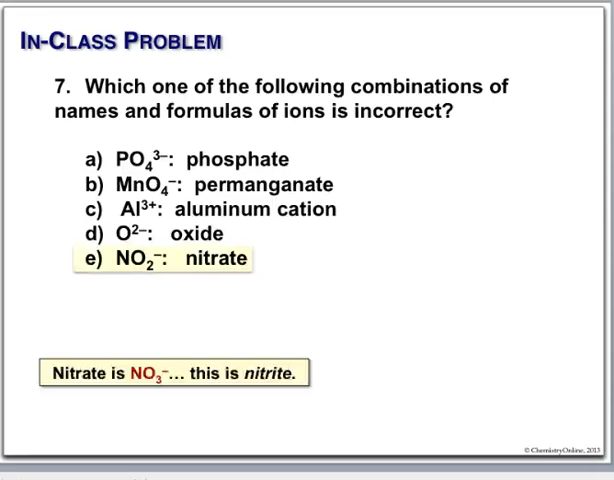 IN-CLASS PROBLEM
7. Which one of the following combinations of
names and formulas of ions is incorrect?
a) PO₄³⁻: phosphate
b) MnO₄⁻: permanganate
c) Al³⁺: aluminum cation
d) O²⁻: oxide
e) NO₂⁻: nitrate
Nitrate is NO₃⁻... this is nitrite.
© ChemistryOnline, 2013